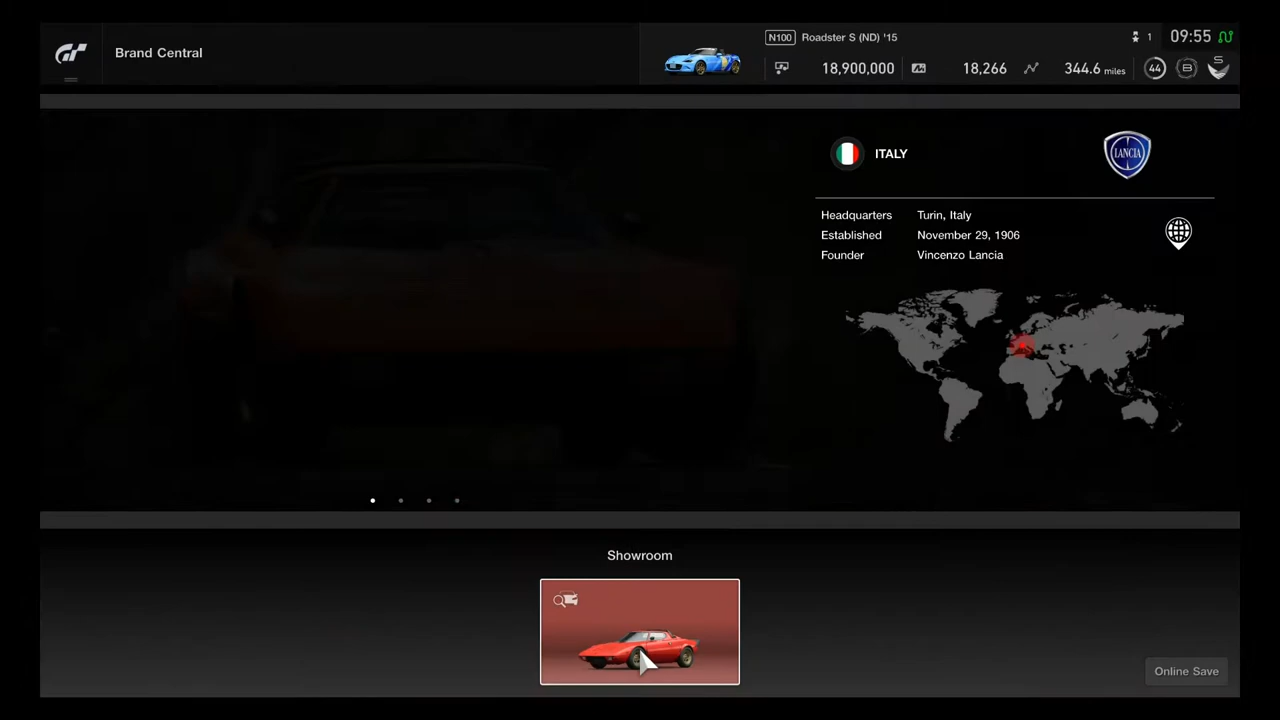 Brand Central
N100 Roadster S (ND) '15
1 09:55
18,900,000 18,266 344.6 miles 44 B S
ITALY
LANCIA
Headquarters Turin, Italy
Established November 29, 1906
Founder Vincenzo Lancia
Showroom
Online Save